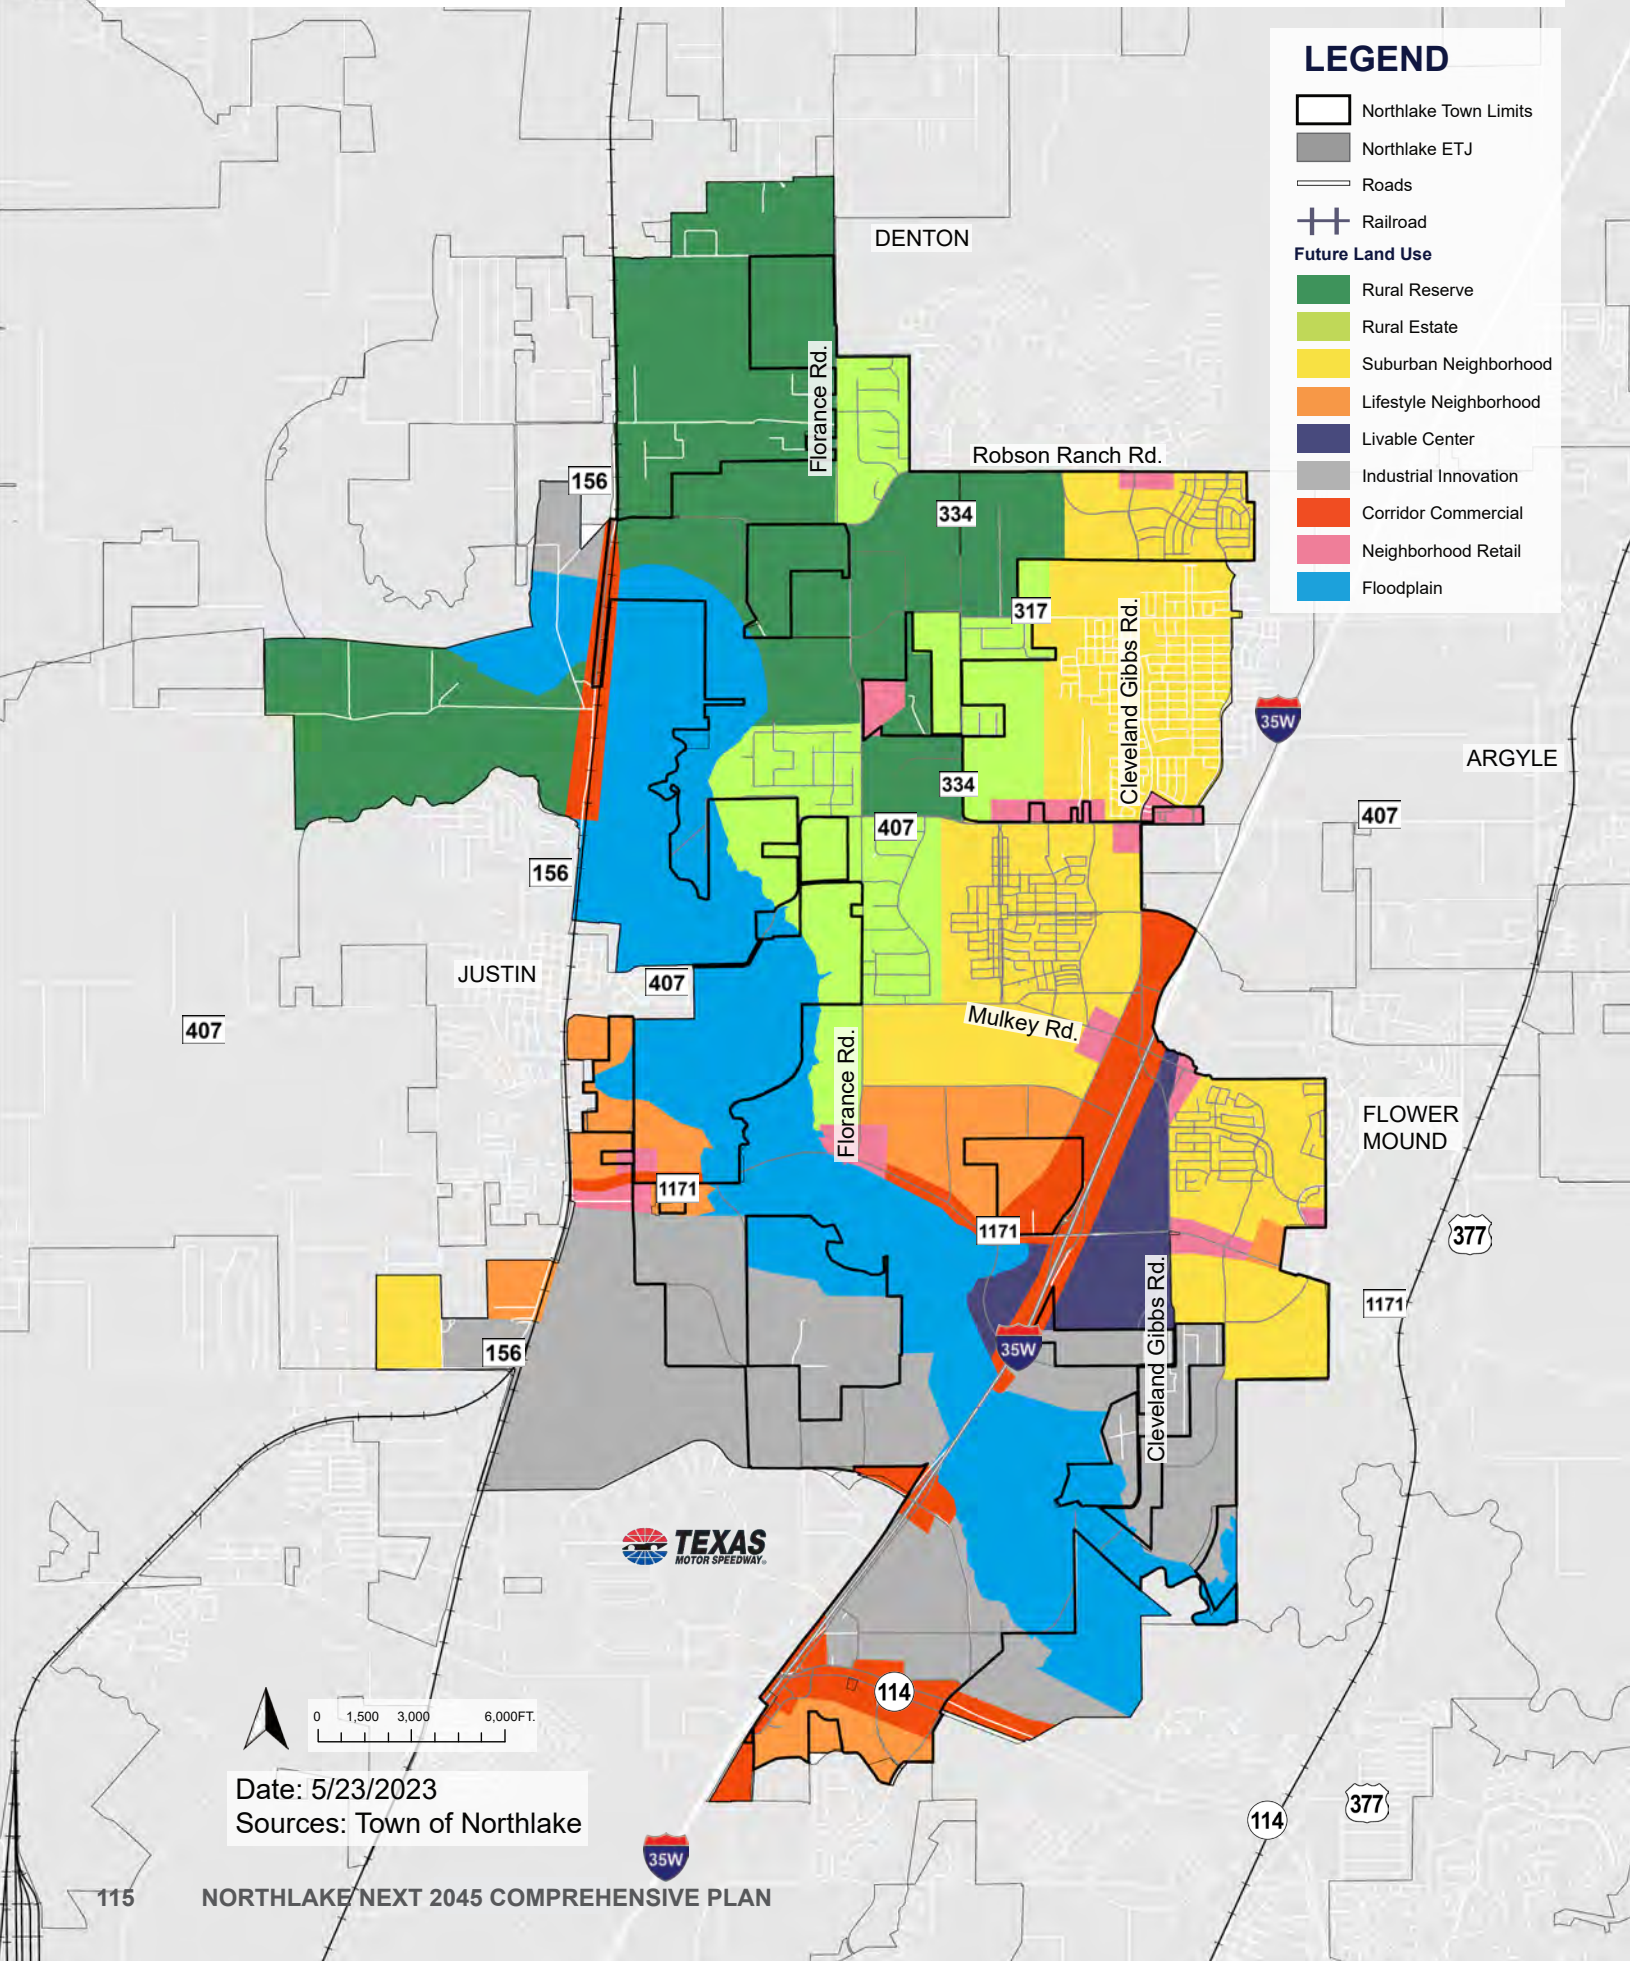 LEGEND
Northlake Town Limits
Northlake ETJ
Roads
Railroad
Future Land Use
Rural Reserve
Rural Estate
Suburban Neighborhood
Lifestyle Neighborhood
Livable Center
Industrial Innovation
Corridor Commercial
Neighborhood Retail
Floodplain
DENTON
Florance Rd.
Robson Ranch Rd.
156
334
317
Cleveland Gibbs Rd.
35W
ARGYLE
334
407
407
156
JUSTIN
407
407
Mulkey Rd.
Florance Rd.
FLOWER
MOUND
1171
1171
377
Cleveland Gibbs Rd.
1171
156
35W
TEXAS
MOTOR SPEEDWAY
114
0 1,500 3,000 6,000FT.
Date: 5/23/2023
Sources: Town of Northlake
377
114
35W
115 NORTHLAKE NEXT 2045 COMPREHENSIVE PLAN